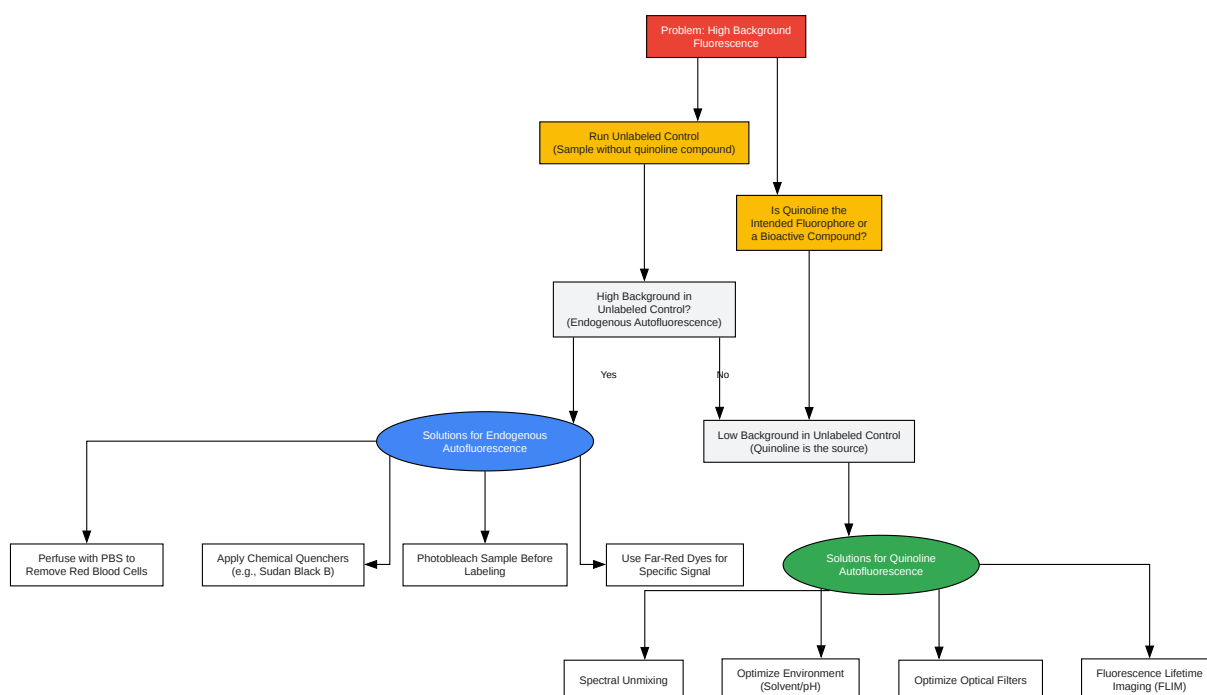 Problem: High Background
Fluorescence
Run Unlabeled Control
(Sample without quinoline compound)
Is Quinoline the
Intended Fluorophore or
a Bioactive Compound?
High Background in
Unlabeled Control?
(Endogenous Autofluorescence)
Yes
No
Solutions for Endogenous
Autofluorescence
Low Background in Unlabeled Control
(Quinoline is the source)
Perfuse with PBS to
Remove Red Blood Cells
Apply Chemical Quenchers
(e.g., Sudan Black B)
Photobleach Sample Before
Labeling
Use Far-Red Dyes for
Specific Signal
Solutions for Quinoline
Autofluorescence
Spectral Unmixing
Optimize Environment
(Solvent/pH)
Optimize Optical Filters
Fluorescence Lifetime
Imaging (FLIM)